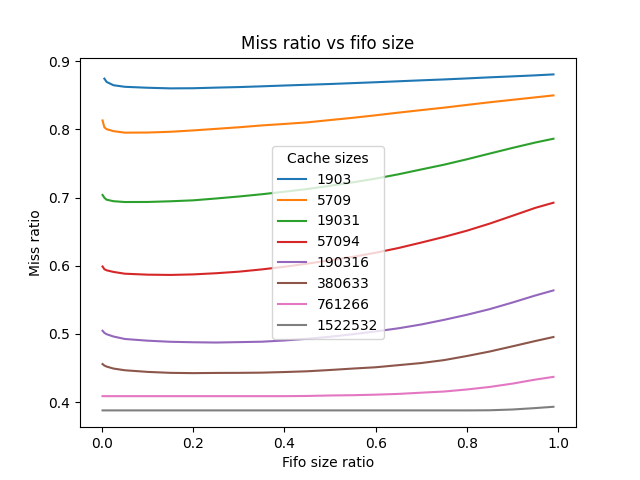 Miss ratio vs fifo size
0.9
0.8
0.7
0.6
0.5
0.4
Miss ratio
Cache sizes
1903
5709
19031
57094
190316
380633
761266
1522532
0.0 0.2 0.4 0.6 0.8 1.0
Fifo size ratio